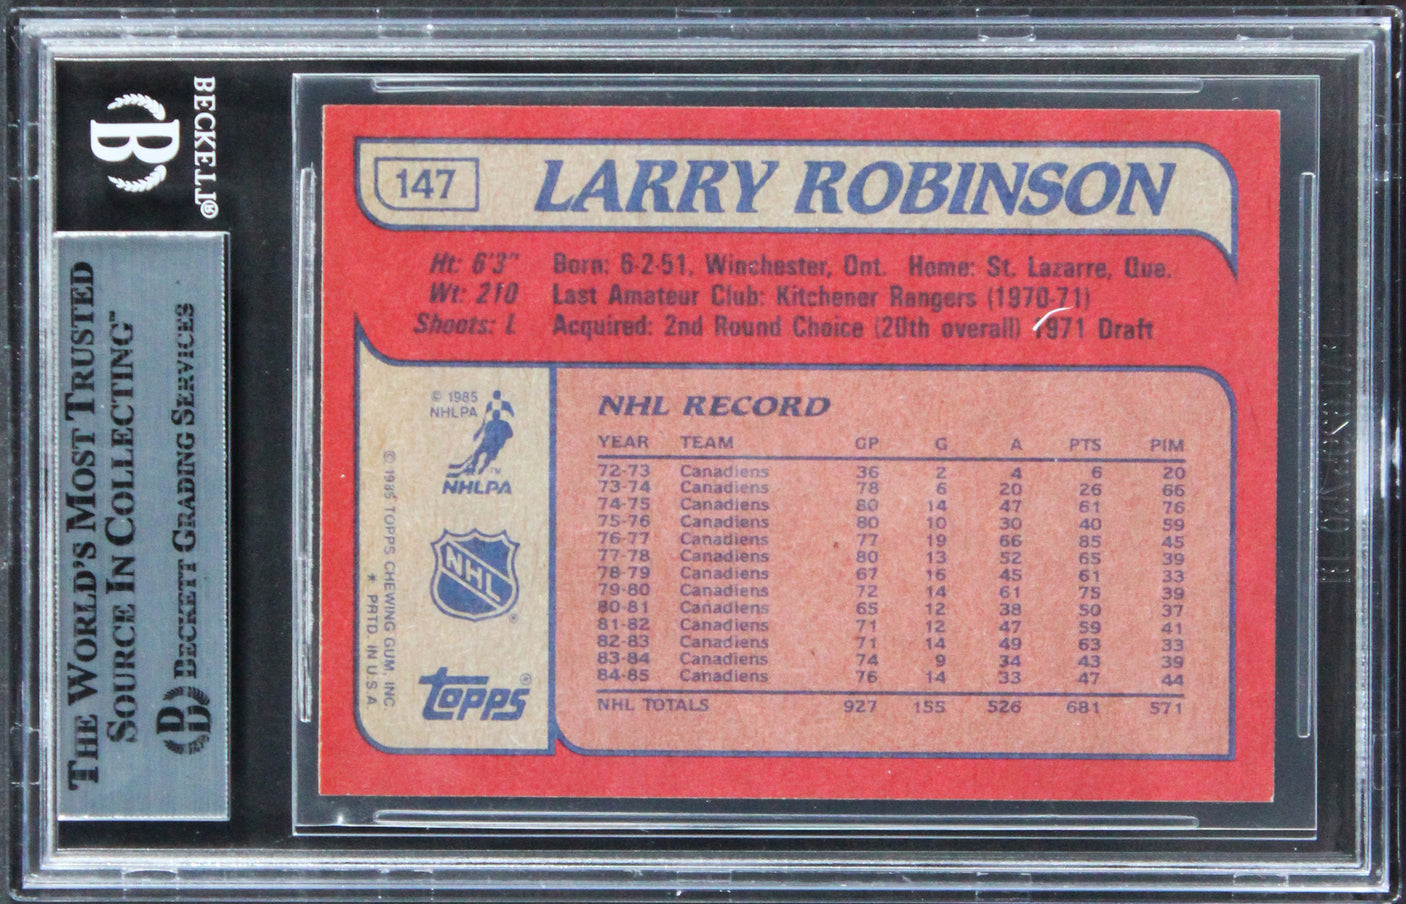 BECKETT®
B
THE WORLD'S MOST TRUSTED
SOURCE IN COLLECTING™
BECKETT GRADING SERVICES
147
LARRY ROBINSON
Ht: 6'3" Born: 6-2-51, Winchester, Ont. Home: St. Lazarre, Que.
Wt: 210 Last Amateur Club: Kitchener Rangers (1970-71)
Shoots: L Acquired: 2nd Round Choice (20th overall) 1971 Draft
© 1985
NHLPA
NHLPA
NHL®
topps®
© 1985 TOPPS CHEWING GUM, INC
* PRTD. IN U.S.A
NHL RECORD
YEAR TEAM GP G A PTS PIM
72-73 Canadiens 36 2 4 6 20
73-74 Canadiens 78 6 20 26 66
74-75 Canadiens 80 14 47 61 76
75-76 Canadiens 80 10 30 40 59
76-77 Canadiens 77 19 66 85 45
77-78 Canadiens 80 13 52 65 39
78-79 Canadiens 67 16 45 61 33
79-80 Canadiens 72 14 61 75 39
80-81 Canadiens 65 12 38 50 37
81-82 Canadiens 71 12 47 59 41
82-83 Canadiens 71 14 49 63 33
83-84 Canadiens 74 9 34 43 39
84-85 Canadiens 76 14 33 47 44
NHL TOTALS 927 155 526 681 571